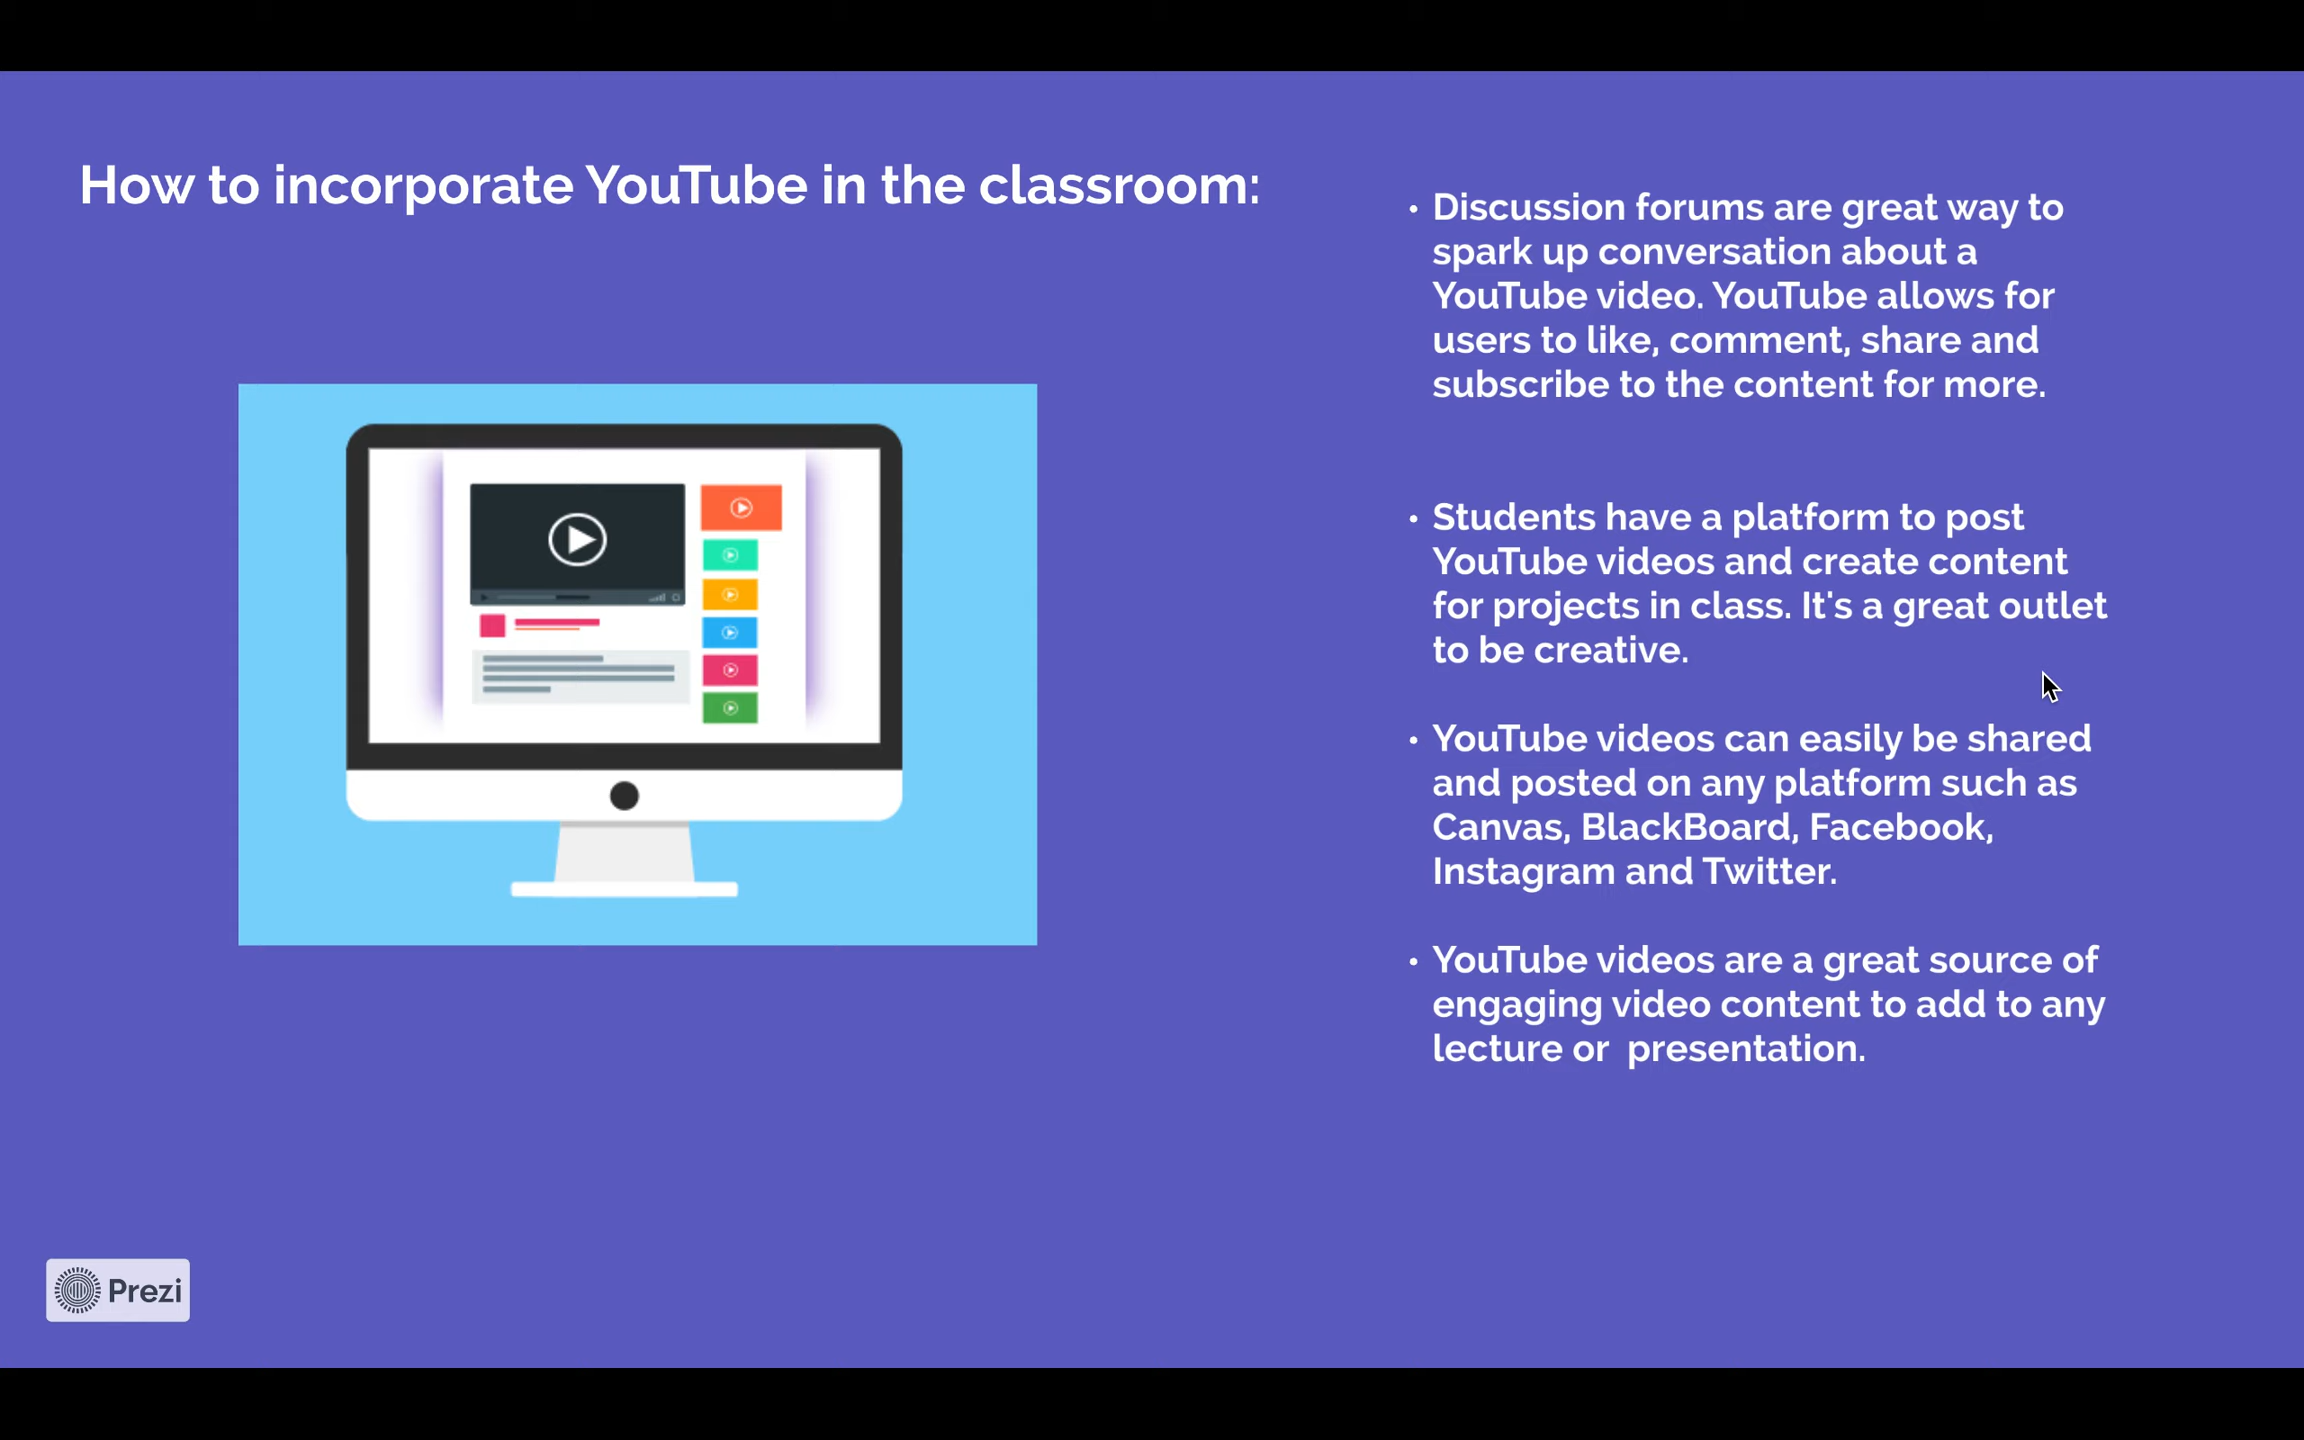 How to incorporate YouTube in the classroom:
• Discussion forums are great way to
spark up conversation about a
YouTube video. YouTube allows for
users to like, comment, share and
subscribe to the content for more.
• Students have a platform to post
YouTube videos and create content
for projects in class. It's a great outlet
to be creative.
• YouTube videos can easily be shared
and posted on any platform such as
Canvas, BlackBoard, Facebook,
Instagram and Twitter.
• YouTube videos are a great source of
engaging video content to add to any
lecture or  presentation.
Prezi